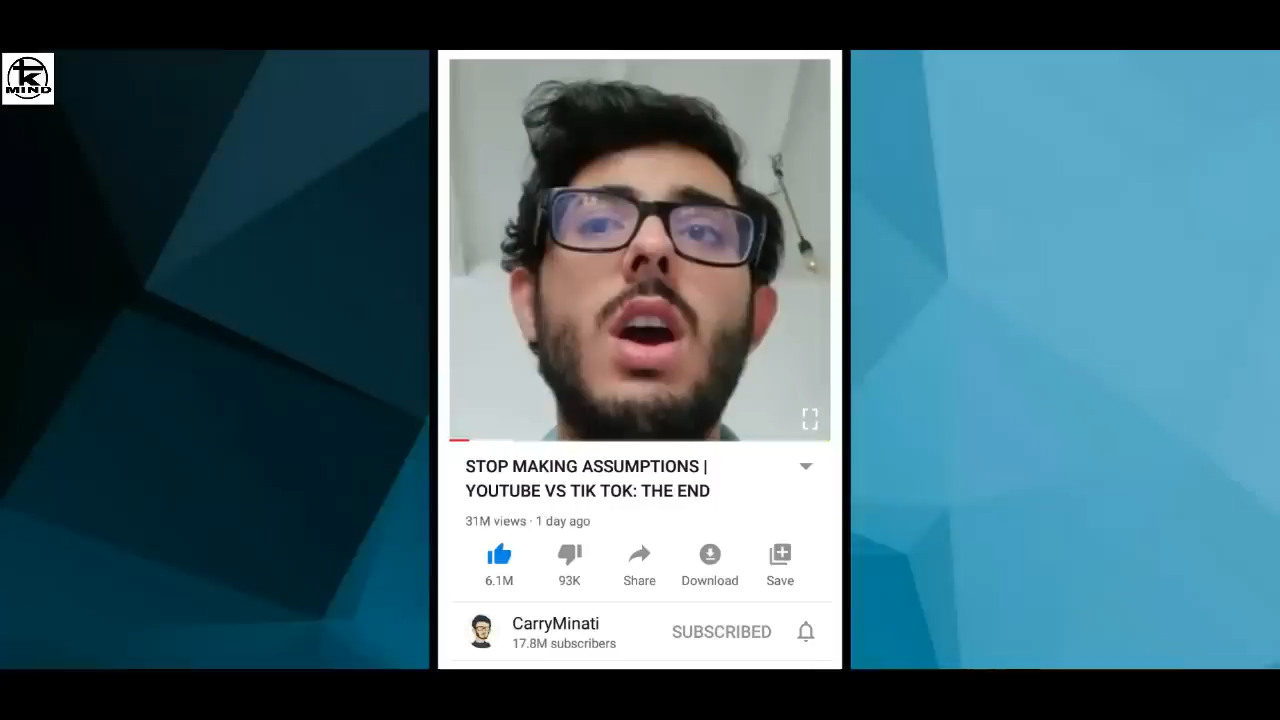 K
MIND
STOP MAKING ASSUMPTIONS |
YOUTUBE VS TIK TOK: THE END
31M views · 1 day ago
6.1M 93K Share Download Save
CarryMinati
17.8M subscribers
SUBSCRIBED